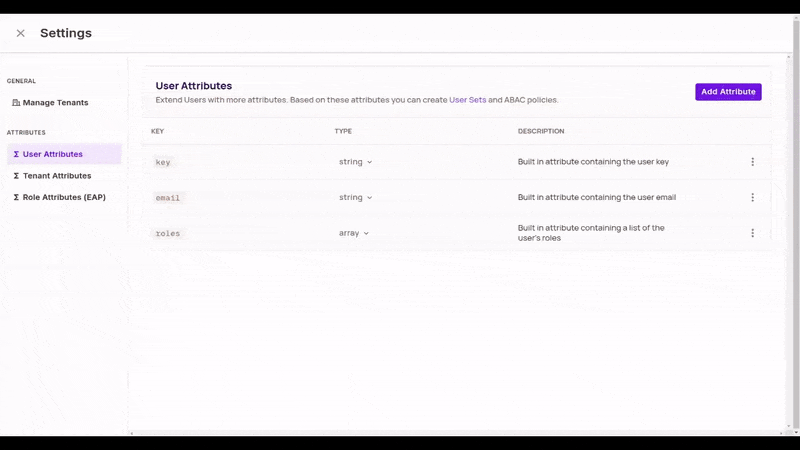 Settings
GENERAL
Manage Tenants
ATTRIBUTES
User Attributes
Tenant Attributes
Role Attributes (EAP)
User Attributes
Extend Users with more attributes. Based on these attributes you can create User Sets and ABAC policies.
Add Attribute
KEY TYPE DESCRIPTION
key string Built in attribute containing the user key
email string Built in attribute containing the user email
roles array Built in attribute containing a list of the
user's roles